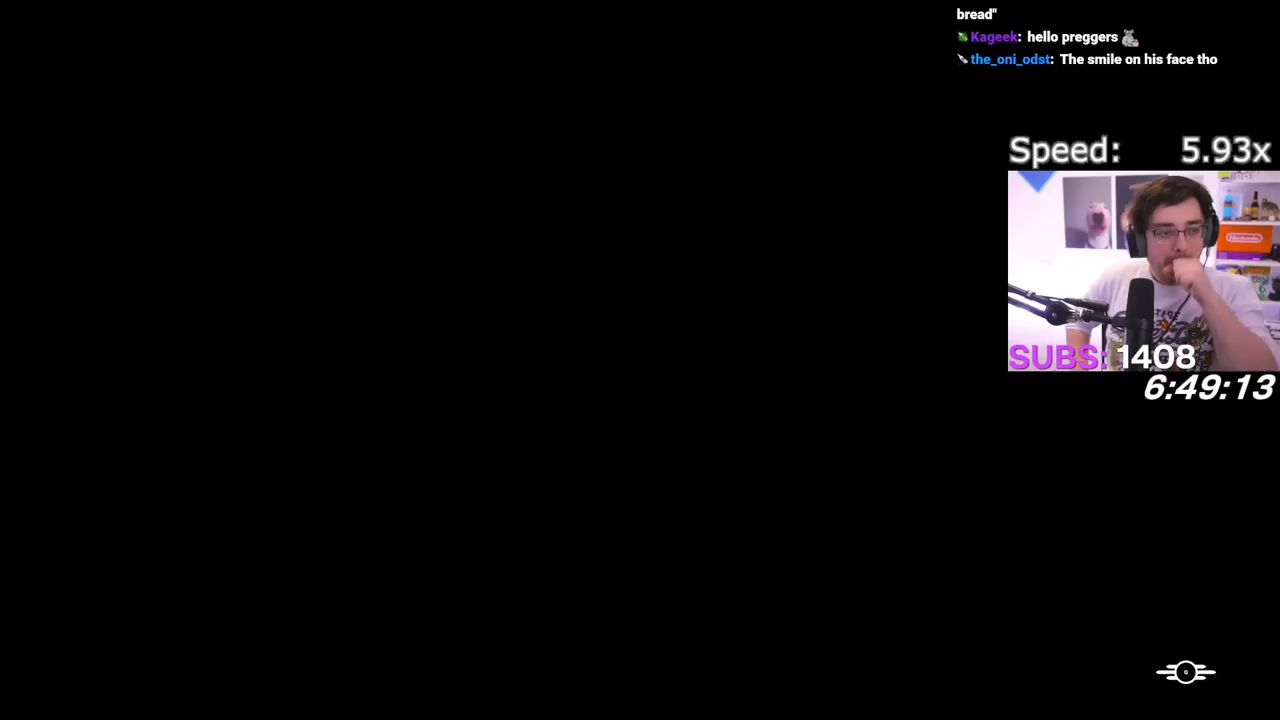 bread"
Kageek: hello preggers
the_oni_odst: The smile on his face tho
Speed: 5.93x
Nintendo
SUBS: 1408
6:49:13